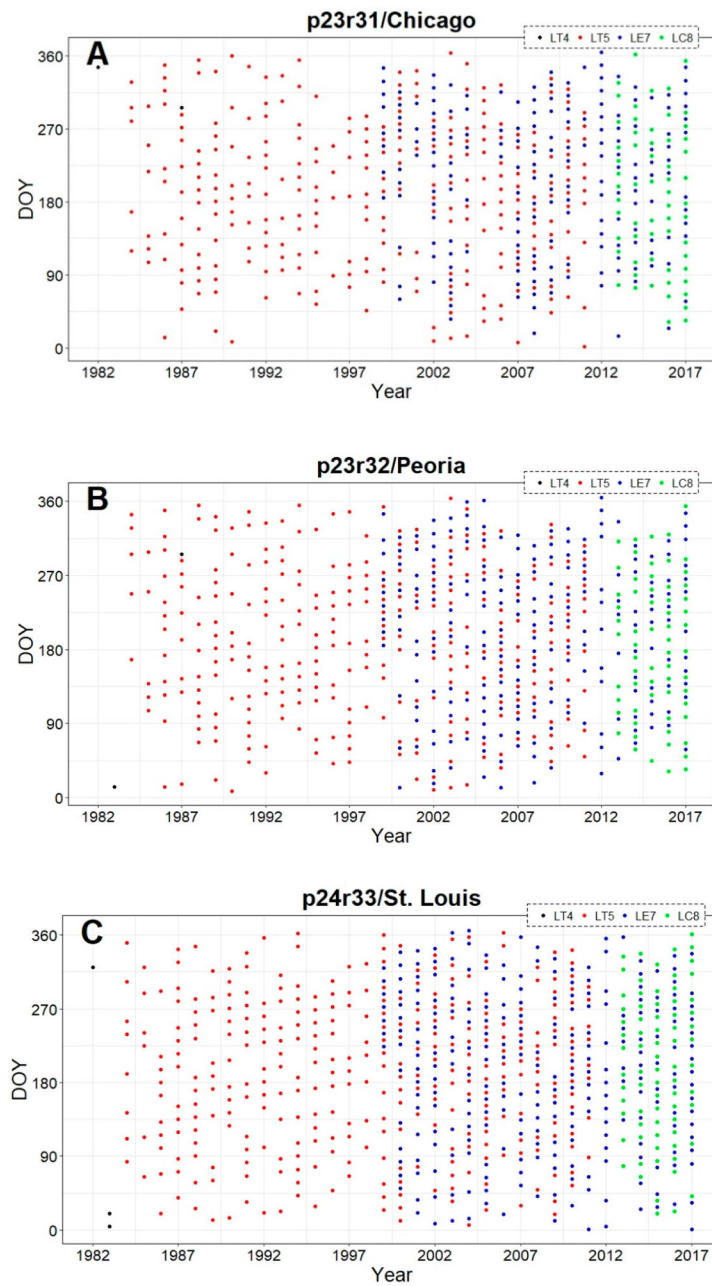 p23r31/Chicago
A
LT4 LT5 LE7 LC8
360
270
180
90
0
DOY
1982 1987 1992 1997 2002 2007 2012 2017
Year
p23r32/Peoria
B
LT4 LT5 LE7 LC8
360
270
180
90
0
DOY
1982 1987 1992 1997 2002 2007 2012 2017
Year
p24r33/St. Louis
C
LT4 LT5 LE7 LC8
360
270
180
90
0
DOY
1982 1987 1992 1997 2002 2007 2012 2017
Year